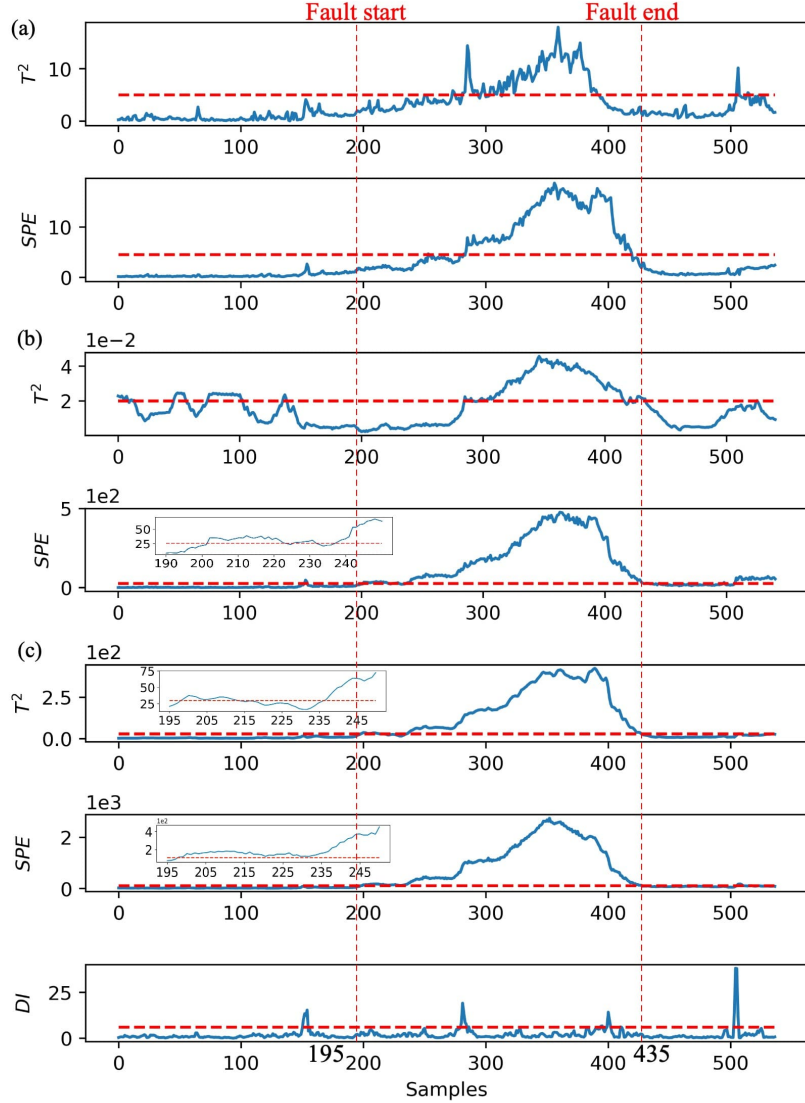 Fault start Fault end
(a)
T²
10
0
0 100 200 300 400 500
SPE
10
0
0 100 200 300 400 500
(b)
1e−2
T²
4
2
0 100 200 300 400 500
1e2
SPE
5
0
50
25
190 200 210 220 230 240
0 100 200 300 400 500
(c)
1e2
T²
2.5
0.0
75
50
25
195 205 215 225 235 245
0 100 200 300 400 500
1e3
SPE
2
0
1e2
4
2
195 205 215 225 235 245
0 100 200 300 400 500
DI
25
0
0 100 195 200 300 400 435 500
Samples